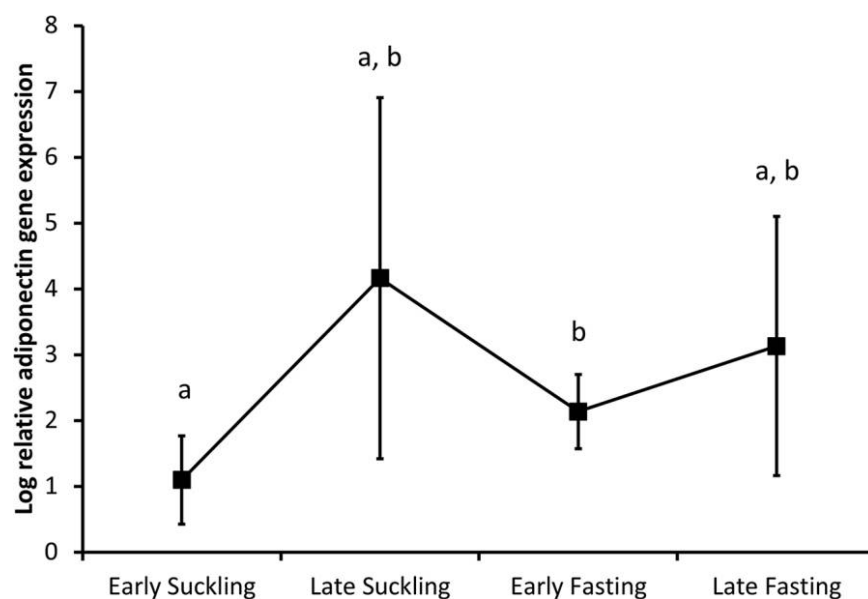 Log relative adiponectin gene expression
8
7
6
5
4
3
2
1
0
a
a, b
b
a, b
Early Suckling
Late Suckling
Early Fasting
Late Fasting